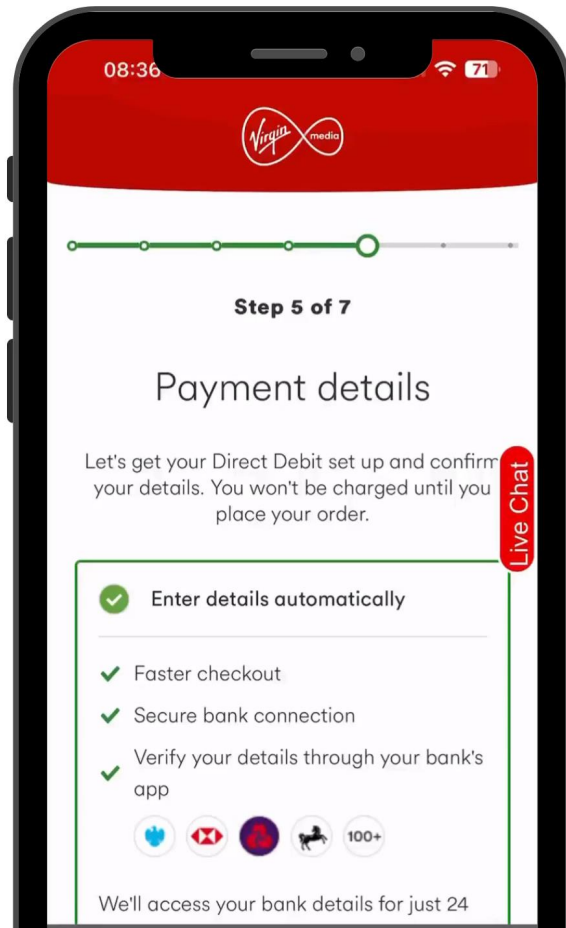 08:36
71
Virgin media
Step 5 of 7
Payment details
Let's get your Direct Debit set up and confirm
your details. You won't be charged until you
place your order.
Live Chat
Enter details automatically
Faster checkout
Secure bank connection
Verify your details through your bank's
app
100+
We'll access your bank details for just 24